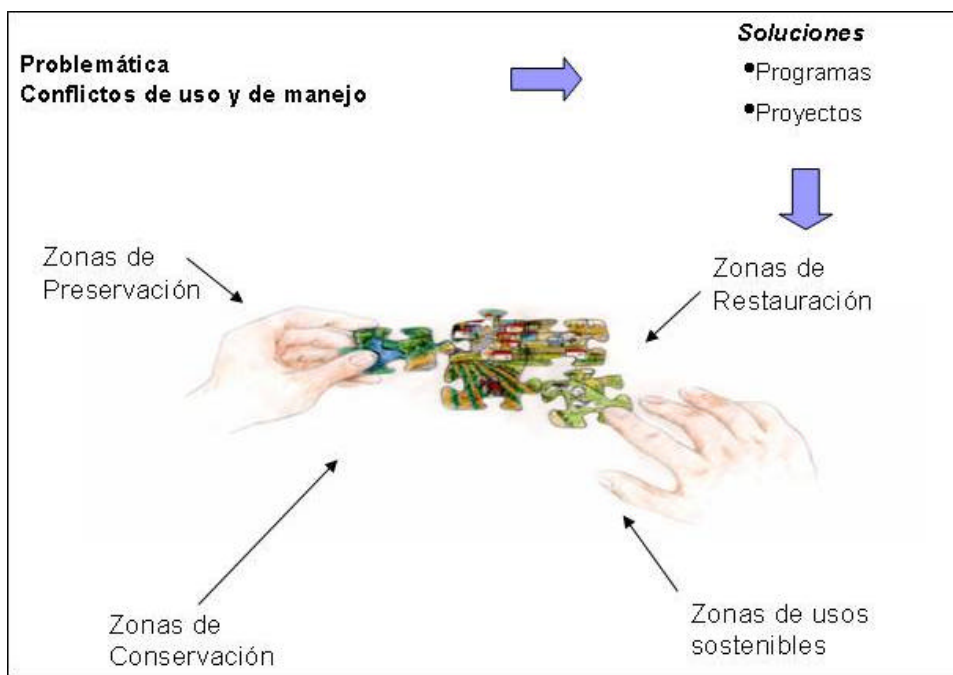 Problemática
Conflictos de uso y de manejo
Soluciones
•Programas
•Proyectos
Zonas de
Preservación
Zonas de
Restauración
Zonas de
Conservación
Zonas de usos
sostenibles